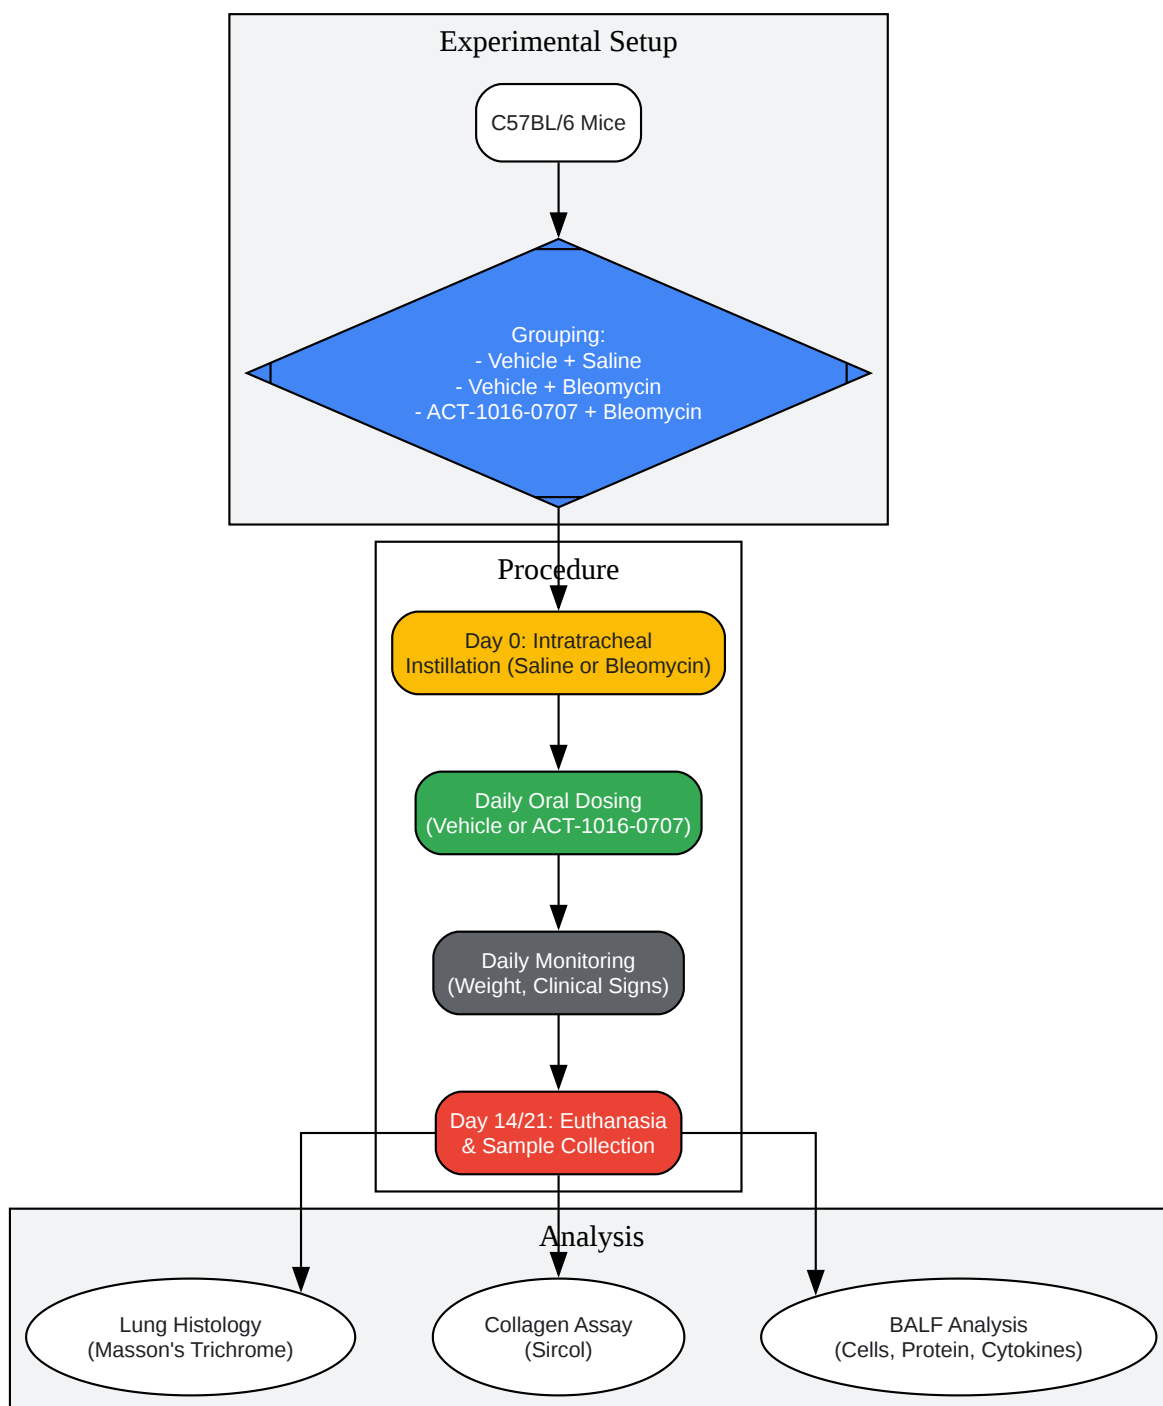 Experimental Setup
C57BL/6 Mice
Grouping:
- Vehicle + Saline
- Vehicle + Bleomycin
- ACT-1016-0707 + Bleomycin
Procedure
Day 0: Intratracheal
Instillation (Saline or Bleomycin)
Daily Oral Dosing
(Vehicle or ACT-1016-0707)
Daily Monitoring
(Weight, Clinical Signs)
Day 14/21: Euthanasia
& Sample Collection
Analysis
Lung Histology
(Masson's Trichrome)
Collagen Assay
(Sircol)
BALF Analysis
(Cells, Protein, Cytokines)